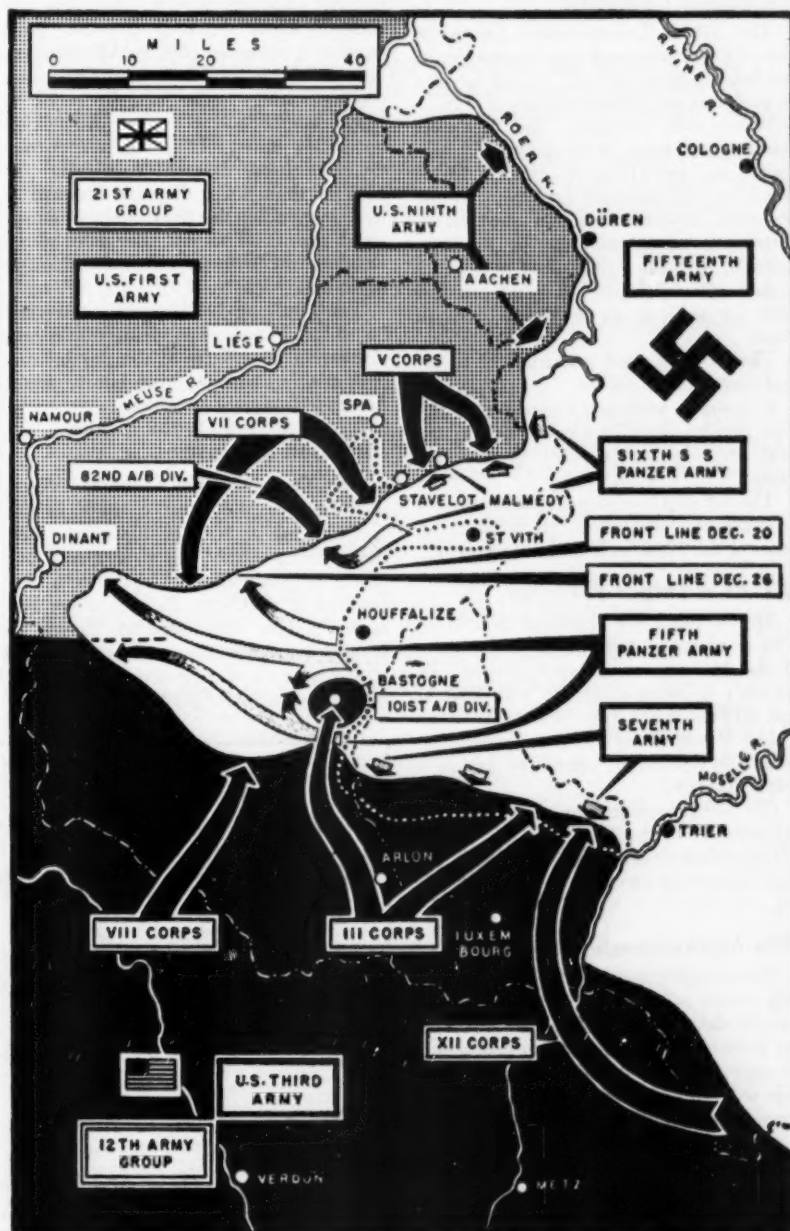 MILES
0 10 20 30 40
RHINE R.
ROER R.
COLOGNE
21ST ARMY
GROUP
U.S. NINTH
ARMY
DÜREN
U.S. FIRST
ARMY
AACHEN
FIFTEENTH
ARMY
LIÉGE
MEUSE R.
V CORPS
NAMOUR
SPA
VII CORPS
82ND A/B DIV.
SIXTH S S
PANZER ARMY
STAVELOT
MALMEDY
DINANT
ST VITH
FRONT LINE DEC. 20
FRONT LINE DEC. 26
HOUFFALIZE
FIFTH
PANZER ARMY
BASTOGNE
101ST A/B DIV.
SEVENTH
ARMY
MOSELLE R.
TRIER
ARLON
VIII CORPS
III CORPS
LUXEM
BOURG
XII CORPS
U.S. THIRD
ARMY
12TH ARMY
GROUP
VERDUN
METZ